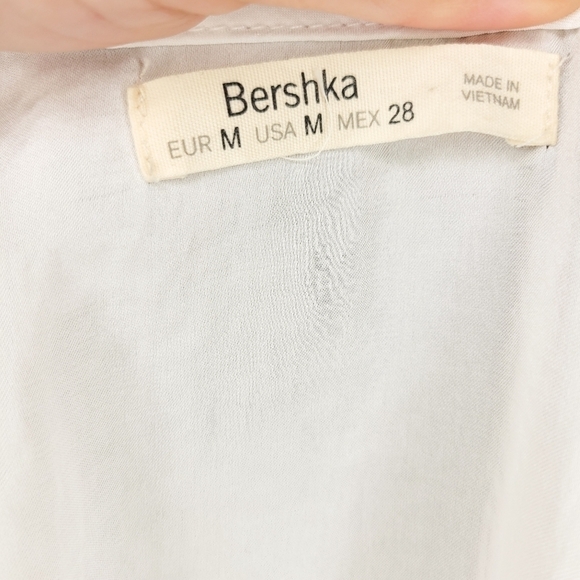 Bershka
EUR M USA M MEX 28
MADE IN
VIETNAM